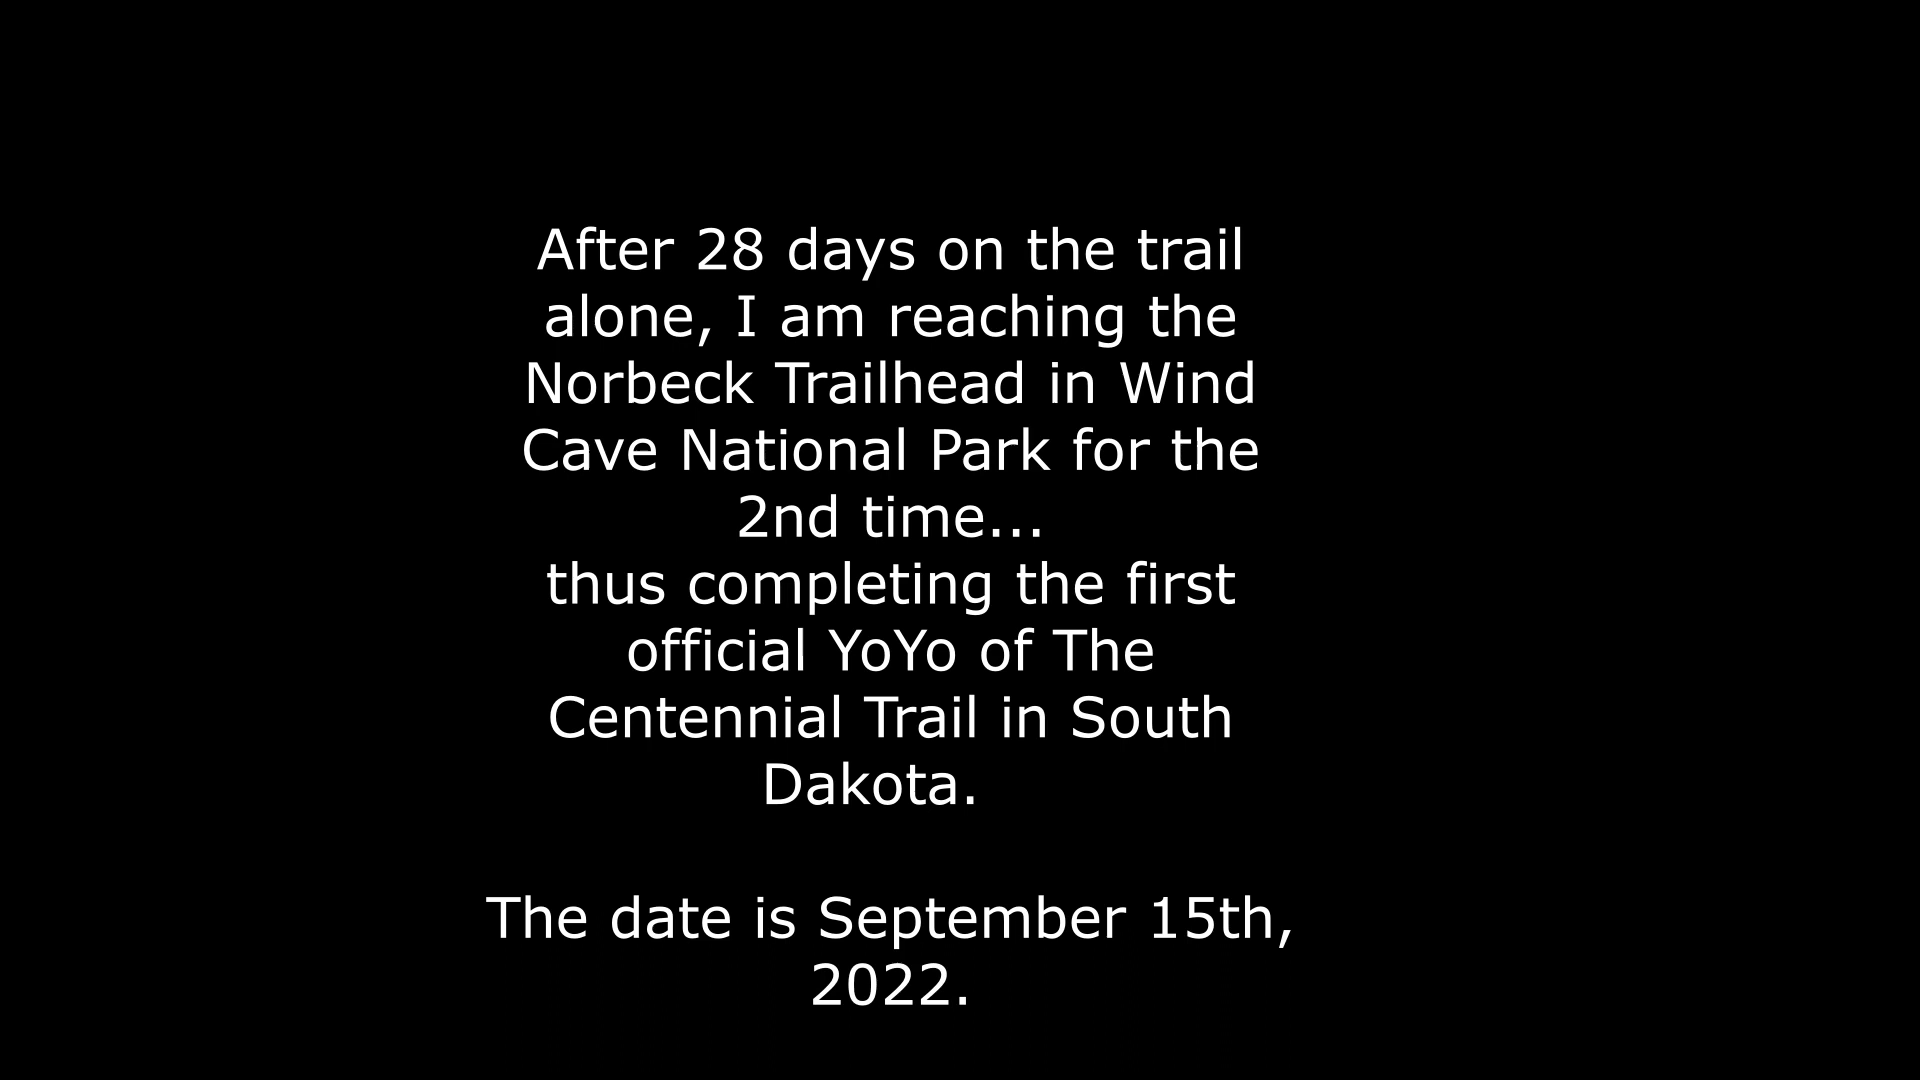 After 28 days on the trail
alone, I am reaching the
Norbeck Trailhead in Wind
Cave National Park for the
2nd time...
thus completing the first
official YoYo of The
Centennial Trail in South
Dakota.
The date is September 15th,
2022.